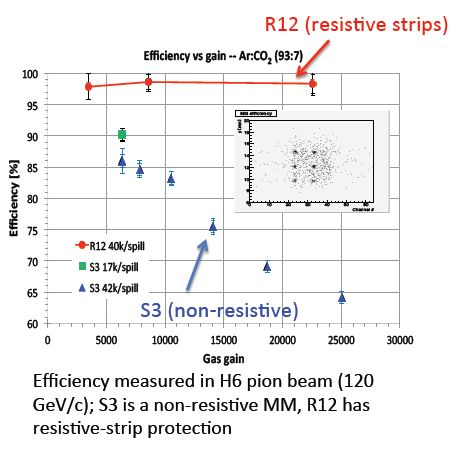 R12 (resistive strips)
Efficiency vs gain -- Ar:CO2 (93:7)
100
95
90
85
80
75
70
65
60
Efficiency [%]
MM efficiency
R12 40k/spill
S3 17k/spill
S3 42k/spill
S3 (non-resistive)
0 5000 10000 15000 20000 25000 30000
Gas gain
Efficiency measured in H6 pion beam (120
GeV/c); S3 is a non-resistive MM, R12 has
resistive-strip protection